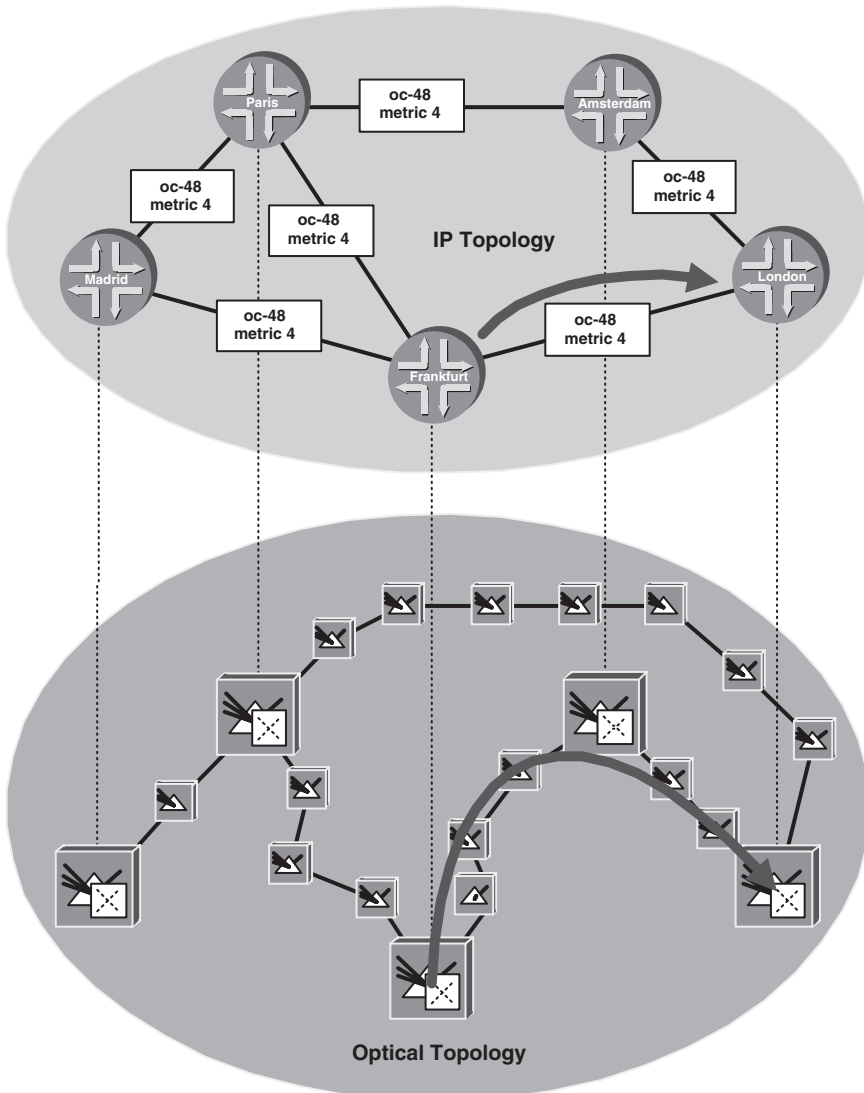 Paris
oc-48
metric 4
Amsterdam
oc-48
metric 4
oc-48
metric 4
oc-48
metric 4
IP Topology
Madrid
London
oc-48
metric 4
oc-48
metric 4
Frankfurt
Optical Topology